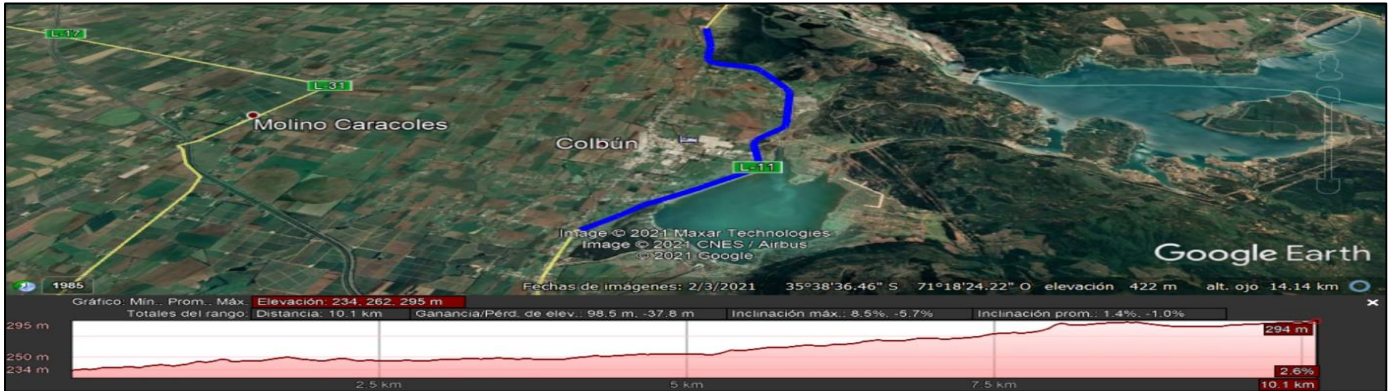 L-17
L-31
Molino Caracoles
Colbún
L-11
Image © 2021 Maxar Technologies
Image © 2021 CNES / Airbus
© 2021 Google
Google Earth
1985
Fechas de imágenes: 2/3/2021 35°38'36.46" S 71°18'24.22" O elevación 422 m alt. ojo 14.14 km
Gráfico: Mín., Prom., Máx. Elevación: 234, 262, 295 m
Totales del rango: Distancia: 10.1 km Ganancia/Pérd. de elev.: 98.5 m, -37.8 m Inclinación máx.: 8.5%, -5.7% Inclinación prom.: 1.4%, -1.0%
295 m
294 m
250 m
234 m
2.6%
2.5 km 5 km 7.5 km 10.1 km